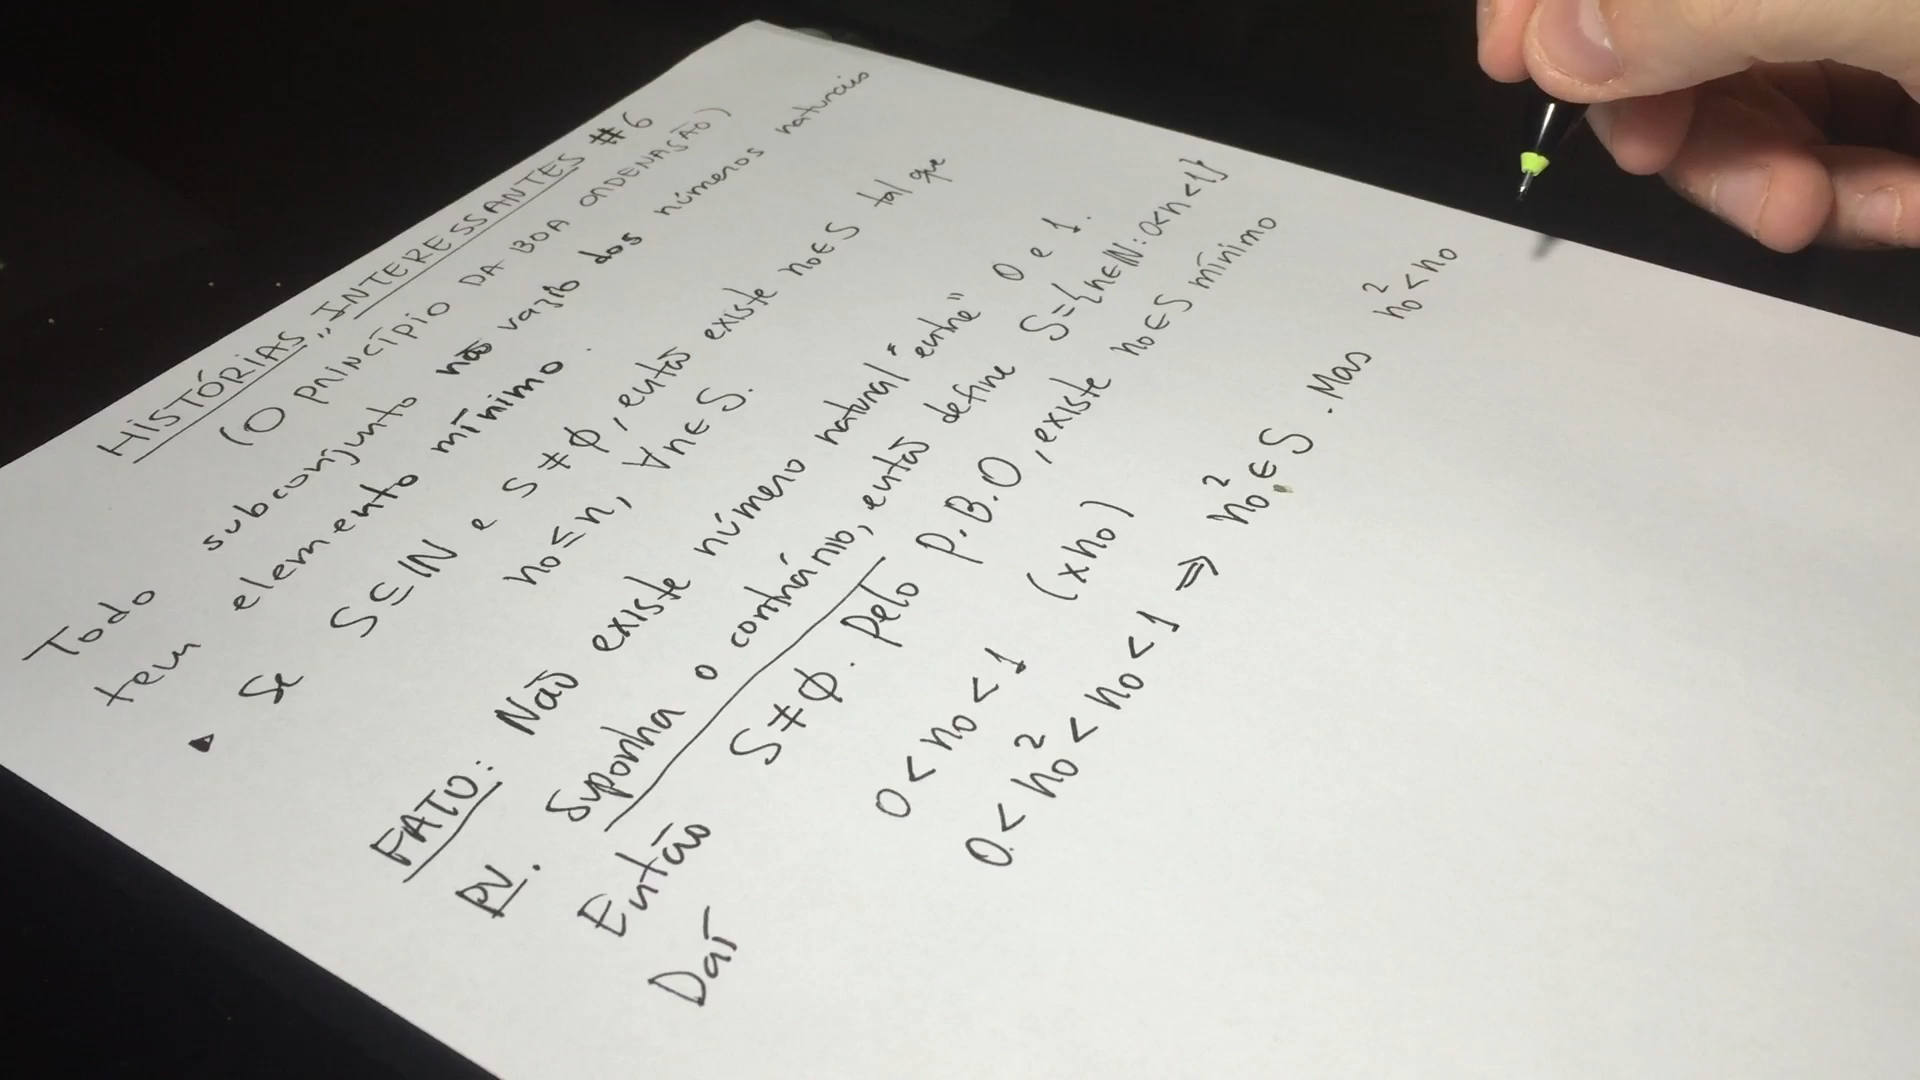 HISTÓRIAS „INTERESSANTES #6
(O PRINCÍPIO DA BOA ORDENAÇÃO)
Todo subconjunto não vazio dos números naturais
tem elemento mínimo.
▸ Se S⊆ℕ e S≠∅, então existe n₀∈S tal que
n₀≤n, ∀n∈S.
FATO: Não existe número natural "entre" 0 e 1.
PV. Suponha o contrário, então define S={n∈ℕ: 0<n<1}
Então S≠∅. Pelo P.B.O, existe n₀∈S mínimo
Daí 0<n₀<1 (xn₀)
0<n₀²<n₀<1 ⇒ n₀²∈S. Mas n₀²<n₀